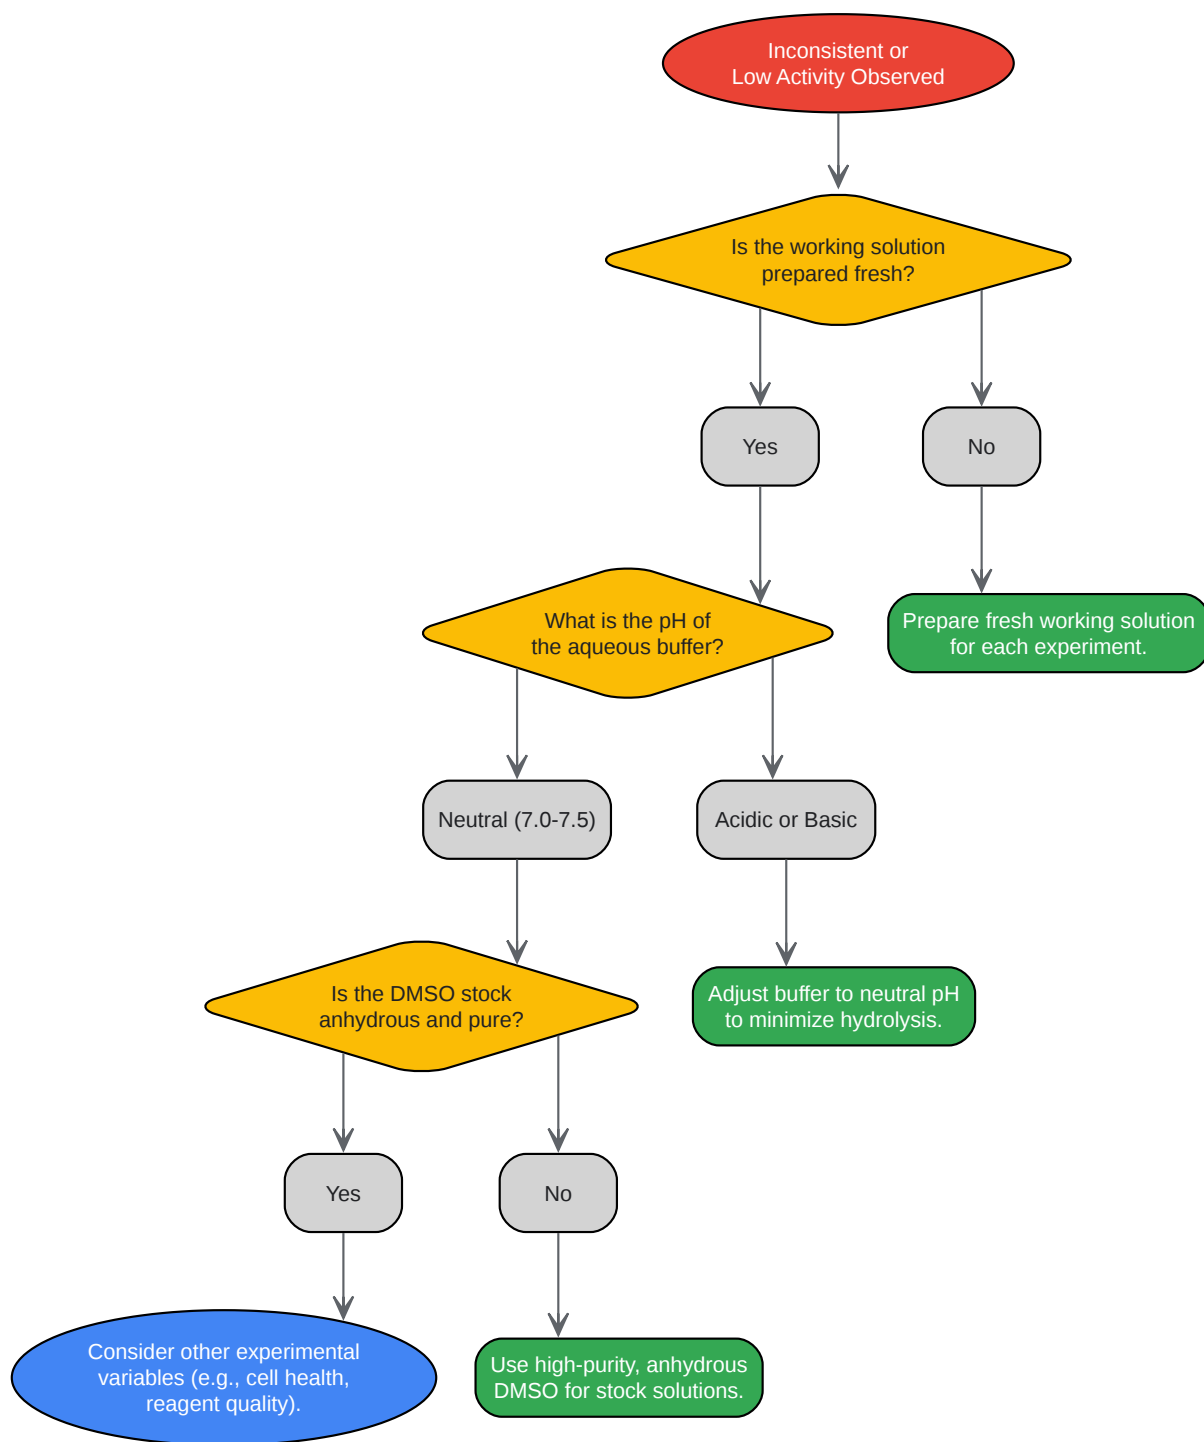 Inconsistent or
Low Activity Observed
Is the working solution
prepared fresh?
Yes
No
What is the pH of
the aqueous buffer?
Prepare fresh working solution
for each experiment.
Neutral (7.0-7.5)
Acidic or Basic
Is the DMSO stock
anhydrous and pure?
Adjust buffer to neutral pH
to minimize hydrolysis.
Yes
No
Consider other experimental
variables (e.g., cell health,
reagent quality).
Use high-purity, anhydrous
DMSO for stock solutions.